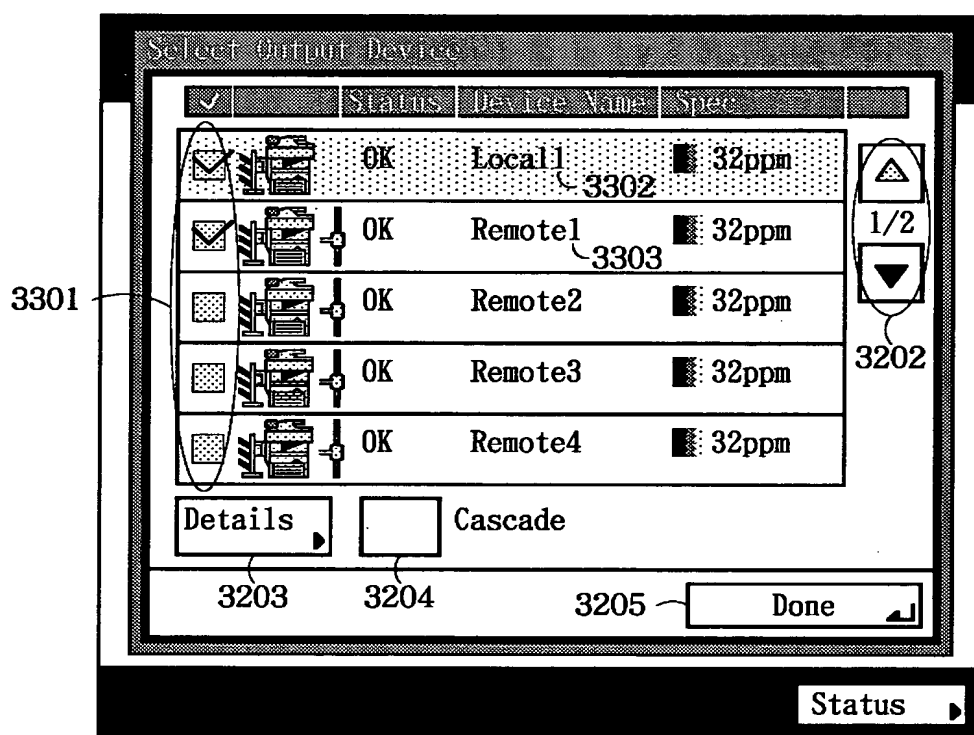 Select Output Device
Status Device Name Spec
OK Local1 32ppm
3302
OK Remote1 32ppm
3303
1/2
3301
OK Remote2 32ppm
3202
OK Remote3 32ppm
OK Remote4 32ppm
Details Cascade
3203 3204 3205 Done
Status